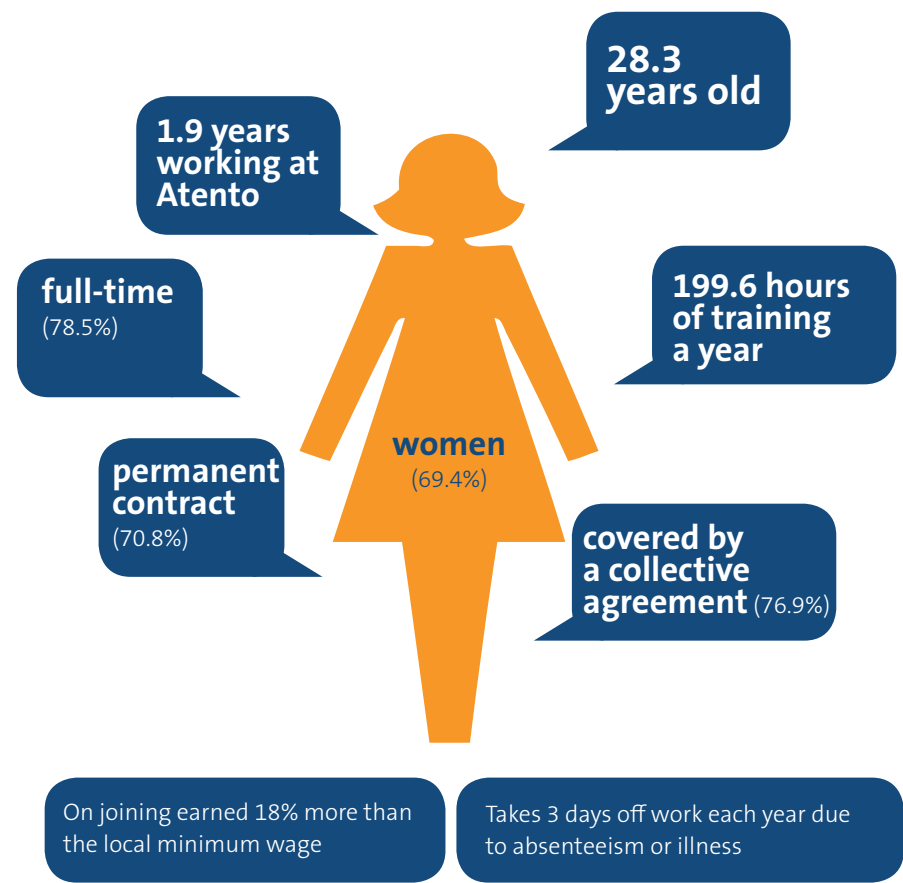 28.3
years old
1.9 years
working at
Atento
full-time
(78.5%)
199.6 hours
of training
a year
women
(69.4%)
permanent
contract
(70.8%)
covered by
a collective
agreement (76.9%)
On joining earned 18% more than
the local minimum wage
Takes 3 days off work each year due
to absenteeism or illness